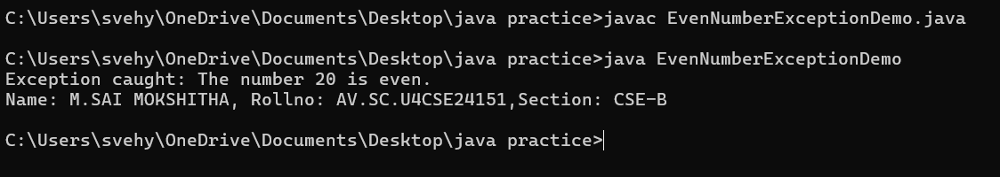 C:\Users\svehy\OneDrive\Documents\Desktop\java practice>javac EvenNumberExceptionDemo.java
C:\Users\svehy\OneDrive\Documents\Desktop\java practice>java EvenNumberExceptionDemo
Exception caught: The number 20 is even.
Name: M.SAI MOKSHITHA, Rollno: AV.SC.U4CSE24151,Section: CSE-B
C:\Users\svehy\OneDrive\Documents\Desktop\java practice>